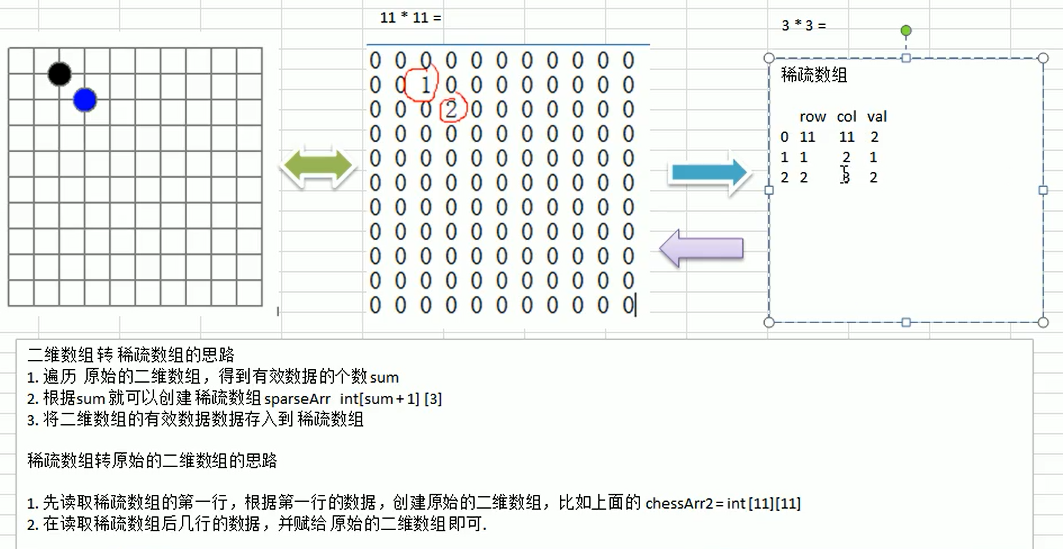 11 * 11 =
3 * 3 =
0 0 0 0 0 0 0 0 0 0 0
0 0 1 0 0 0 0 0 0 0 0
0 0 0 2 0 0 0 0 0 0 0
0 0 0 0 0 0 0 0 0 0 0
0 0 0 0 0 0 0 0 0 0 0
0 0 0 0 0 0 0 0 0 0 0
0 0 0 0 0 0 0 0 0 0 0
0 0 0 0 0 0 0 0 0 0 0
0 0 0 0 0 0 0 0 0 0 0
0 0 0 0 0 0 0 0 0 0 0
0 0 0 0 0 0 0 0 0 0 0
稀疏数组
row col val
0 11 11 2
1 1 2 1
2 2 3 2
二维数组 转 稀疏数组的思路
1. 遍历 原始的二维数组，得到有效数据的个数 sum
2. 根据sum 就可以创建 稀疏数组 sparseArr int[sum + 1] [3]
3. 将二维数组的有效数据数据存入到 稀疏数组
稀疏数组转原始的二维数组的思路
1. 先读取稀疏数组的第一行，根据第一行的数据，创建原始的二维数组，比如上面的 chessArr2 = int [11][11]
2. 在读取稀疏数组后几行的数据，并赋给 原始的二维数组 即可.